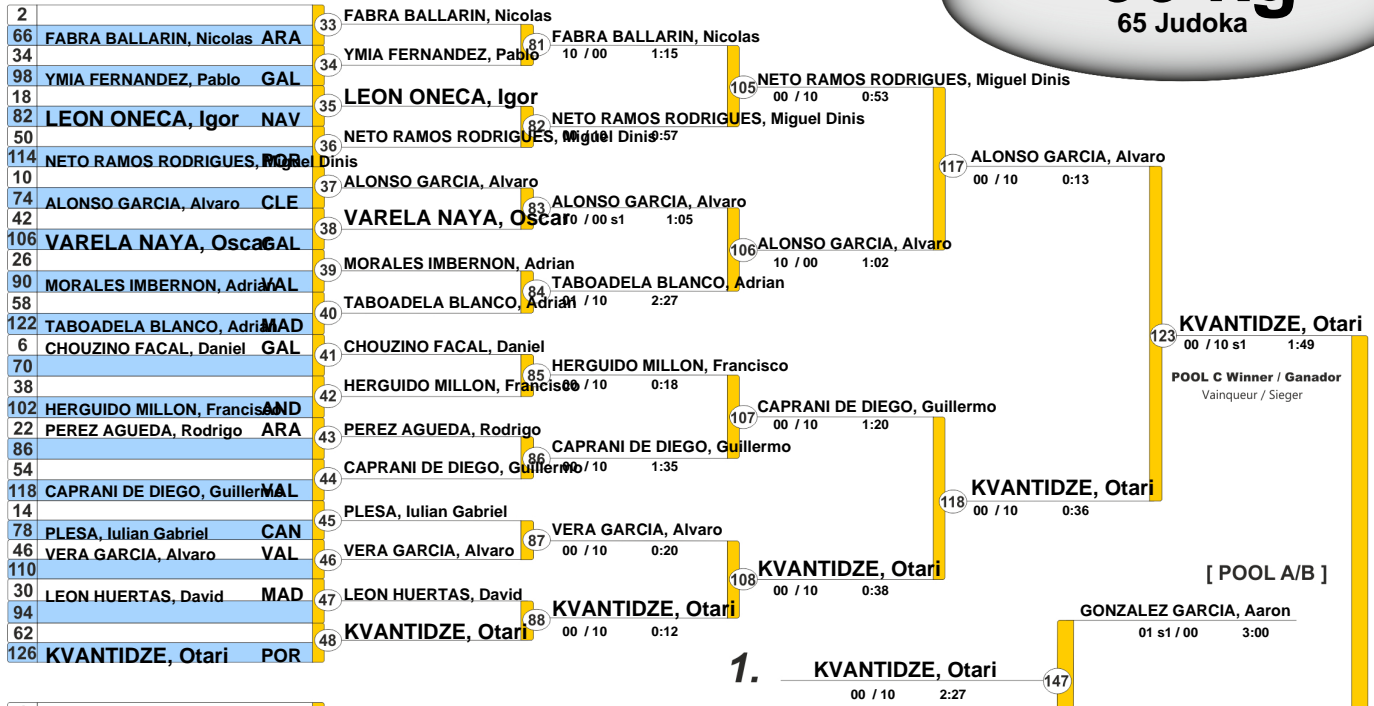 65 Judoka
2
66 FABRA BALLARIN, Nicolas ARA
34
98 YMIA FERNANDEZ, Pablo GAL
18
82 LEON ONECA, Igor NAV
50
114 NETO RAMOS RODRIGUES, Miguel Dinis POR
10
74 ALONSO GARCIA, Alvaro CLE
42
106 VARELA NAYA, Oscar GAL
26
90 MORALES IMBERNON, Adrian VAL
58
122 TABOADELA BLANCO, Adrian MAD
6 CHOUZINO FACAL, Daniel GAL
70
38
102 HERGUIDO MILLON, Francisco AND
22 PEREZ AGUEDA, Rodrigo ARA
86
54
118 CAPRANI DE DIEGO, Guillermo VAL
14
78 PLESA, Iulian Gabriel CAN
46 VERA GARCIA, Alvaro VAL
110
30 LEON HUERTAS, David MAD
94
62
126 KVANTIDZE, Otari POR
33 FABRA BALLARIN, Nicolas
34 YMIA FERNANDEZ, Pablo
35 LEON ONECA, Igor
36 NETO RAMOS RODRIGUES, Miguel Dinis
37 ALONSO GARCIA, Alvaro
38 VARELA NAYA, Oscar
39 MORALES IMBERNON, Adrian
40 TABOADELA BLANCO, Adrian
41 CHOUZINO FACAL, Daniel
42 HERGUIDO MILLON, Francisco
43 PEREZ AGUEDA, Rodrigo
44 CAPRANI DE DIEGO, Guillermo
45 PLESA, Iulian Gabriel
46 VERA GARCIA, Alvaro
47 LEON HUERTAS, David
48 KVANTIDZE, Otari
81 FABRA BALLARIN, Nicolas
10 / 00 1:15
82 NETO RAMOS RODRIGUES, Miguel Dinis
00 / 10 0:57
83 ALONSO GARCIA, Alvaro
10 / 00 s1 1:05
84 TABOADELA BLANCO, Adrian
01 / 10 2:27
85 HERGUIDO MILLON, Francisco
00 / 10 0:18
86 CAPRANI DE DIEGO, Guillermo
00 / 10 1:35
87 VERA GARCIA, Alvaro
00 / 10 0:20
88 KVANTIDZE, Otari
00 / 10 0:12
105 NETO RAMOS RODRIGUES, Miguel Dinis
00 / 10 0:53
106 ALONSO GARCIA, Alvaro
10 / 00 1:02
107 CAPRANI DE DIEGO, Guillermo
00 / 10 1:20
108 KVANTIDZE, Otari
00 / 10 0:38
117 ALONSO GARCIA, Alvaro
00 / 10 0:13
118 KVANTIDZE, Otari
00 / 10 0:36
123 KVANTIDZE, Otari
00 / 10 s1 1:49
POOL C Winner / Ganador
Vainqueur / Sieger
[ POOL A/B ]
GONZALEZ GARCIA, Aaron
01 s1 / 00 3:00
1. KVANTIDZE, Otari 147
00 / 10 2:27